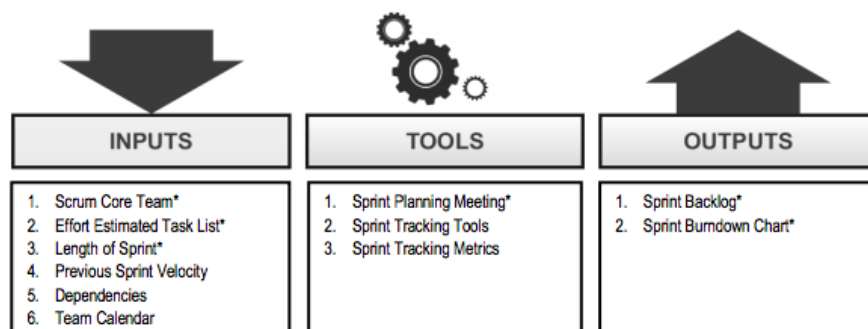 INPUTS
1. Scrum Core Team*
2. Effort Estimated Task List*
3. Length of Sprint*
4. Previous Sprint Velocity
5. Dependencies
6. Team Calendar
TOOLS
1. Sprint Planning Meeting*
2. Sprint Tracking Tools
3. Sprint Tracking Metrics
OUTPUTS
1. Sprint Backlog*
2. Sprint Burndown Chart*